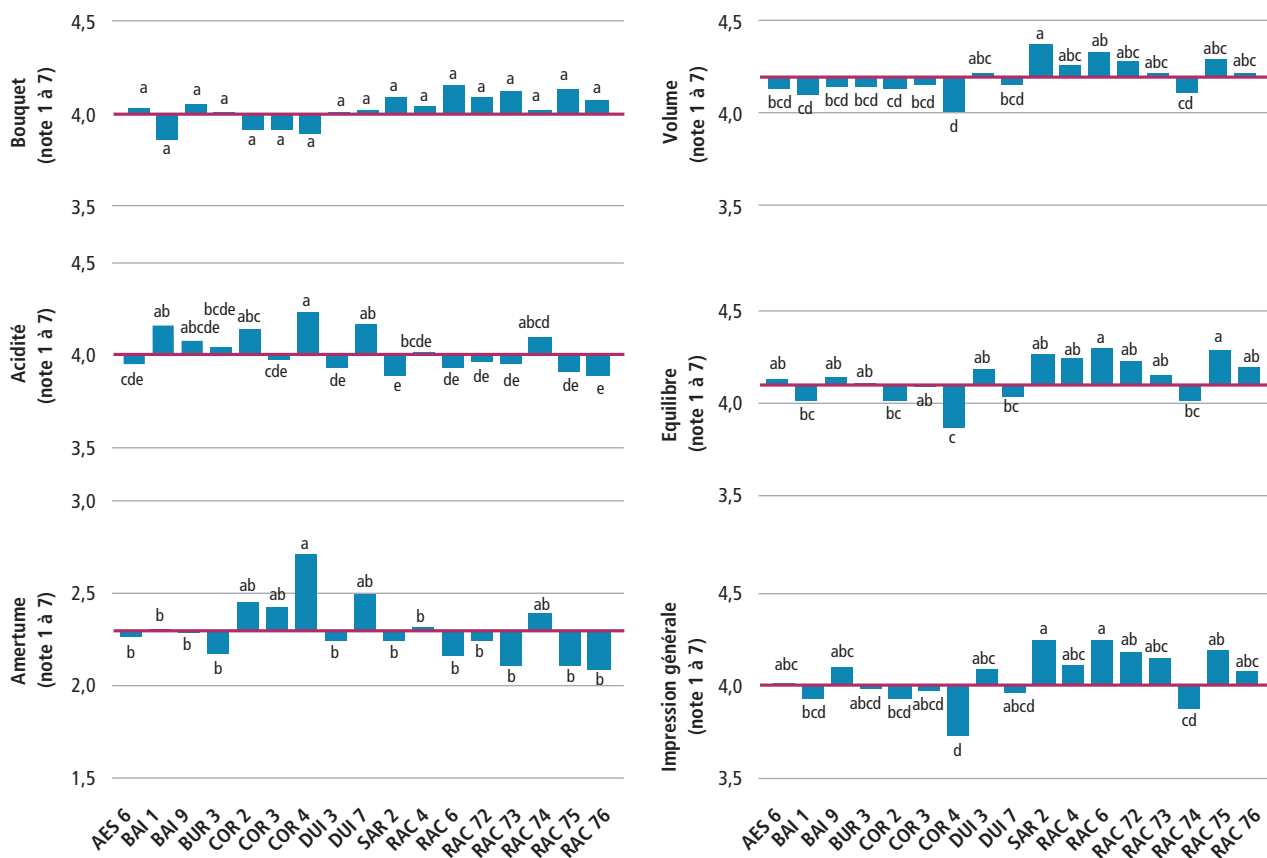 Bouquet
(note 1 à 7)
4,5
4,0
3,5
a a a a a a a a a a a a a a a a a
Acidité
(note 1 à 7)
4,5
4,0
3,5
cde ab abcde bcde abc cde a de ab e bcde de de de abcd de e
Amertume
(note 1 à 7)
3,0
2,5
2,0
1,5
b b b b ab ab a b ab b b b b b ab b b
AES 6
BAI 1
BAI 9
BUR 3
COR 2
COR 3
COR 4
DUI 3
DUI 7
SAR 2
RAC 4
RAC 6
RAC 72
RAC 73
RAC 74
RAC 75
RAC 76
Volume
(note 1 à 7)
4,5
4,0
3,5
bcd cd bcd bcd cd bcd d abc bcd a abc ab abc abc cd abc abc
Equilibre
(note 1 à 7)
4,5
4,0
3,5
ab bc ab ab bc ab c ab bc ab ab a ab ab bc a ab
Impression générale
(note 1 à 7)
4,5
4,0
3,5
abc bcd abc abcd bcd abcd d abc abcd a abc a ab abc cd ab abc
AES 6
BAI 1
BAI 9
BUR 3
COR 2
COR 3
COR 4
DUI 3
DUI 7
SAR 2
RAC 4
RAC 6
RAC 72
RAC 73
RAC 74
RAC 75
RAC 76